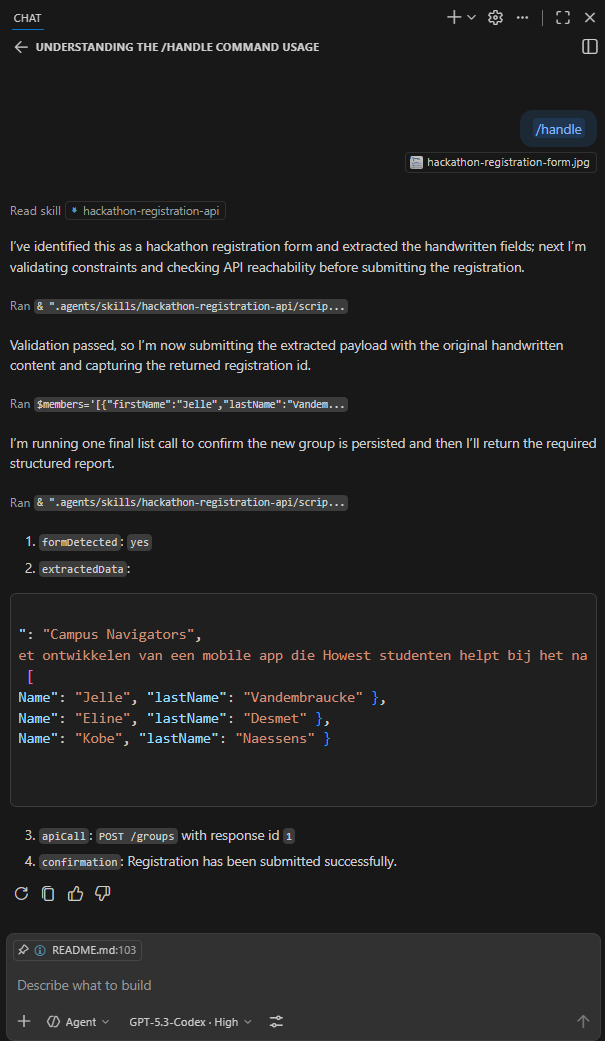 CHAT
UNDERSTANDING THE /HANDLE COMMAND USAGE
/handle
hackathon-registration-form.jpg
Read skill hackathon-registration-api
I've identified this as a hackathon registration form and extracted the handwritten fields; next I'm
validating constraints and checking API reachability before submitting the registration.
Ran & ".agents/skills/hackathon-registration-api/scrip...
Validation passed, so I'm now submitting the extracted payload with the original handwritten
content and capturing the returned registration id.
Ran $members='[{"firstName":"Jelle","lastName":"Vandem...
I'm running one final list call to confirm the new group is persisted and then I'll return the required
structured report.
Ran & ".agents/skills/hackathon-registration-api/scrip...
1. formDetected: yes
2. extractedData:
": "Campus Navigators",
et ontwikkelen van een mobile app die Howest studenten helpt bij het na
[
Name": "Jelle", "lastName": "Vandembraucke" },
Name": "Eline", "lastName": "Desmet" },
Name": "Kobe", "lastName": "Naessens" }
3. apiCall: POST /groups with response id 1
4. confirmation: Registration has been submitted successfully.
README.md:103
Describe what to build
Agent GPT-5.3-Codex · High